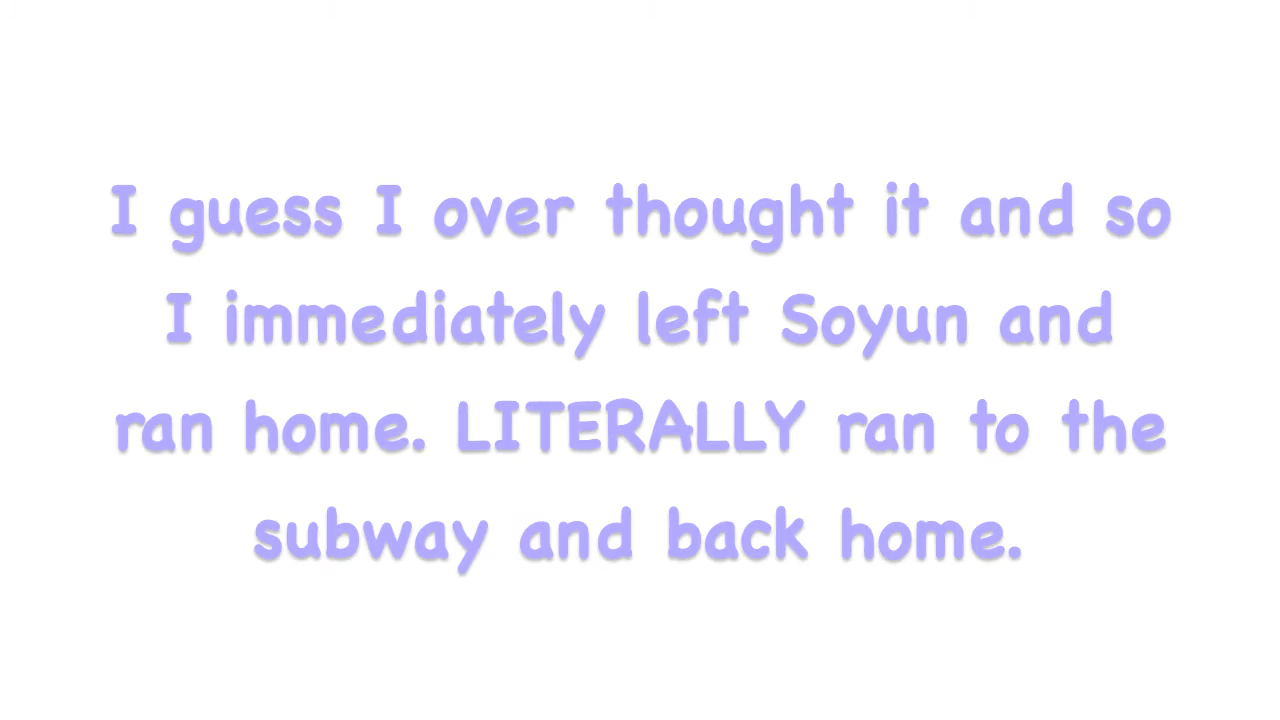 I guess I over thought it and so
I immediately left Soyun and
ran home. LITERALLY ran to the
subway and back home.